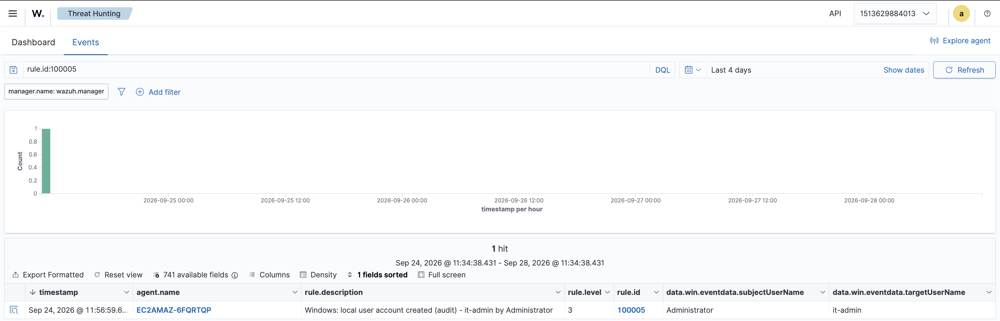 W. Threat Hunting API 1513629884013 a
Dashboard Events Explore agent
rule.id:100005 DQL Last 4 days Show dates Refresh
manager.name: wazuh.manager Add filter
1
0.8
0.6
0.4
0.2
0
Count
2026-09-25 00:00 2026-09-25 12:00 2026-09-26 00:00 2026-09-26 12:00 2026-09-27 00:00 2026-09-27 12:00 2026-09-28 00:00
timestamp per hour
1 hit
Sep 24, 2026 @ 11:34:38.431 - Sep 28, 2026 @ 11:34:38.431
Export Formatted Reset view 741 available fields Columns Density 1 fields sorted Full screen
timestamp agent.name rule.description rule.level rule.id data.win.eventdata.subjectUserName data.win.eventdata.targetUserName
Sep 24, 2026 @ 11:56:59.6... EC2AMAZ-6FQRTQP Windows: local user account created (audit) - it-admin by Administrator 3 100005 Administrator it-admin